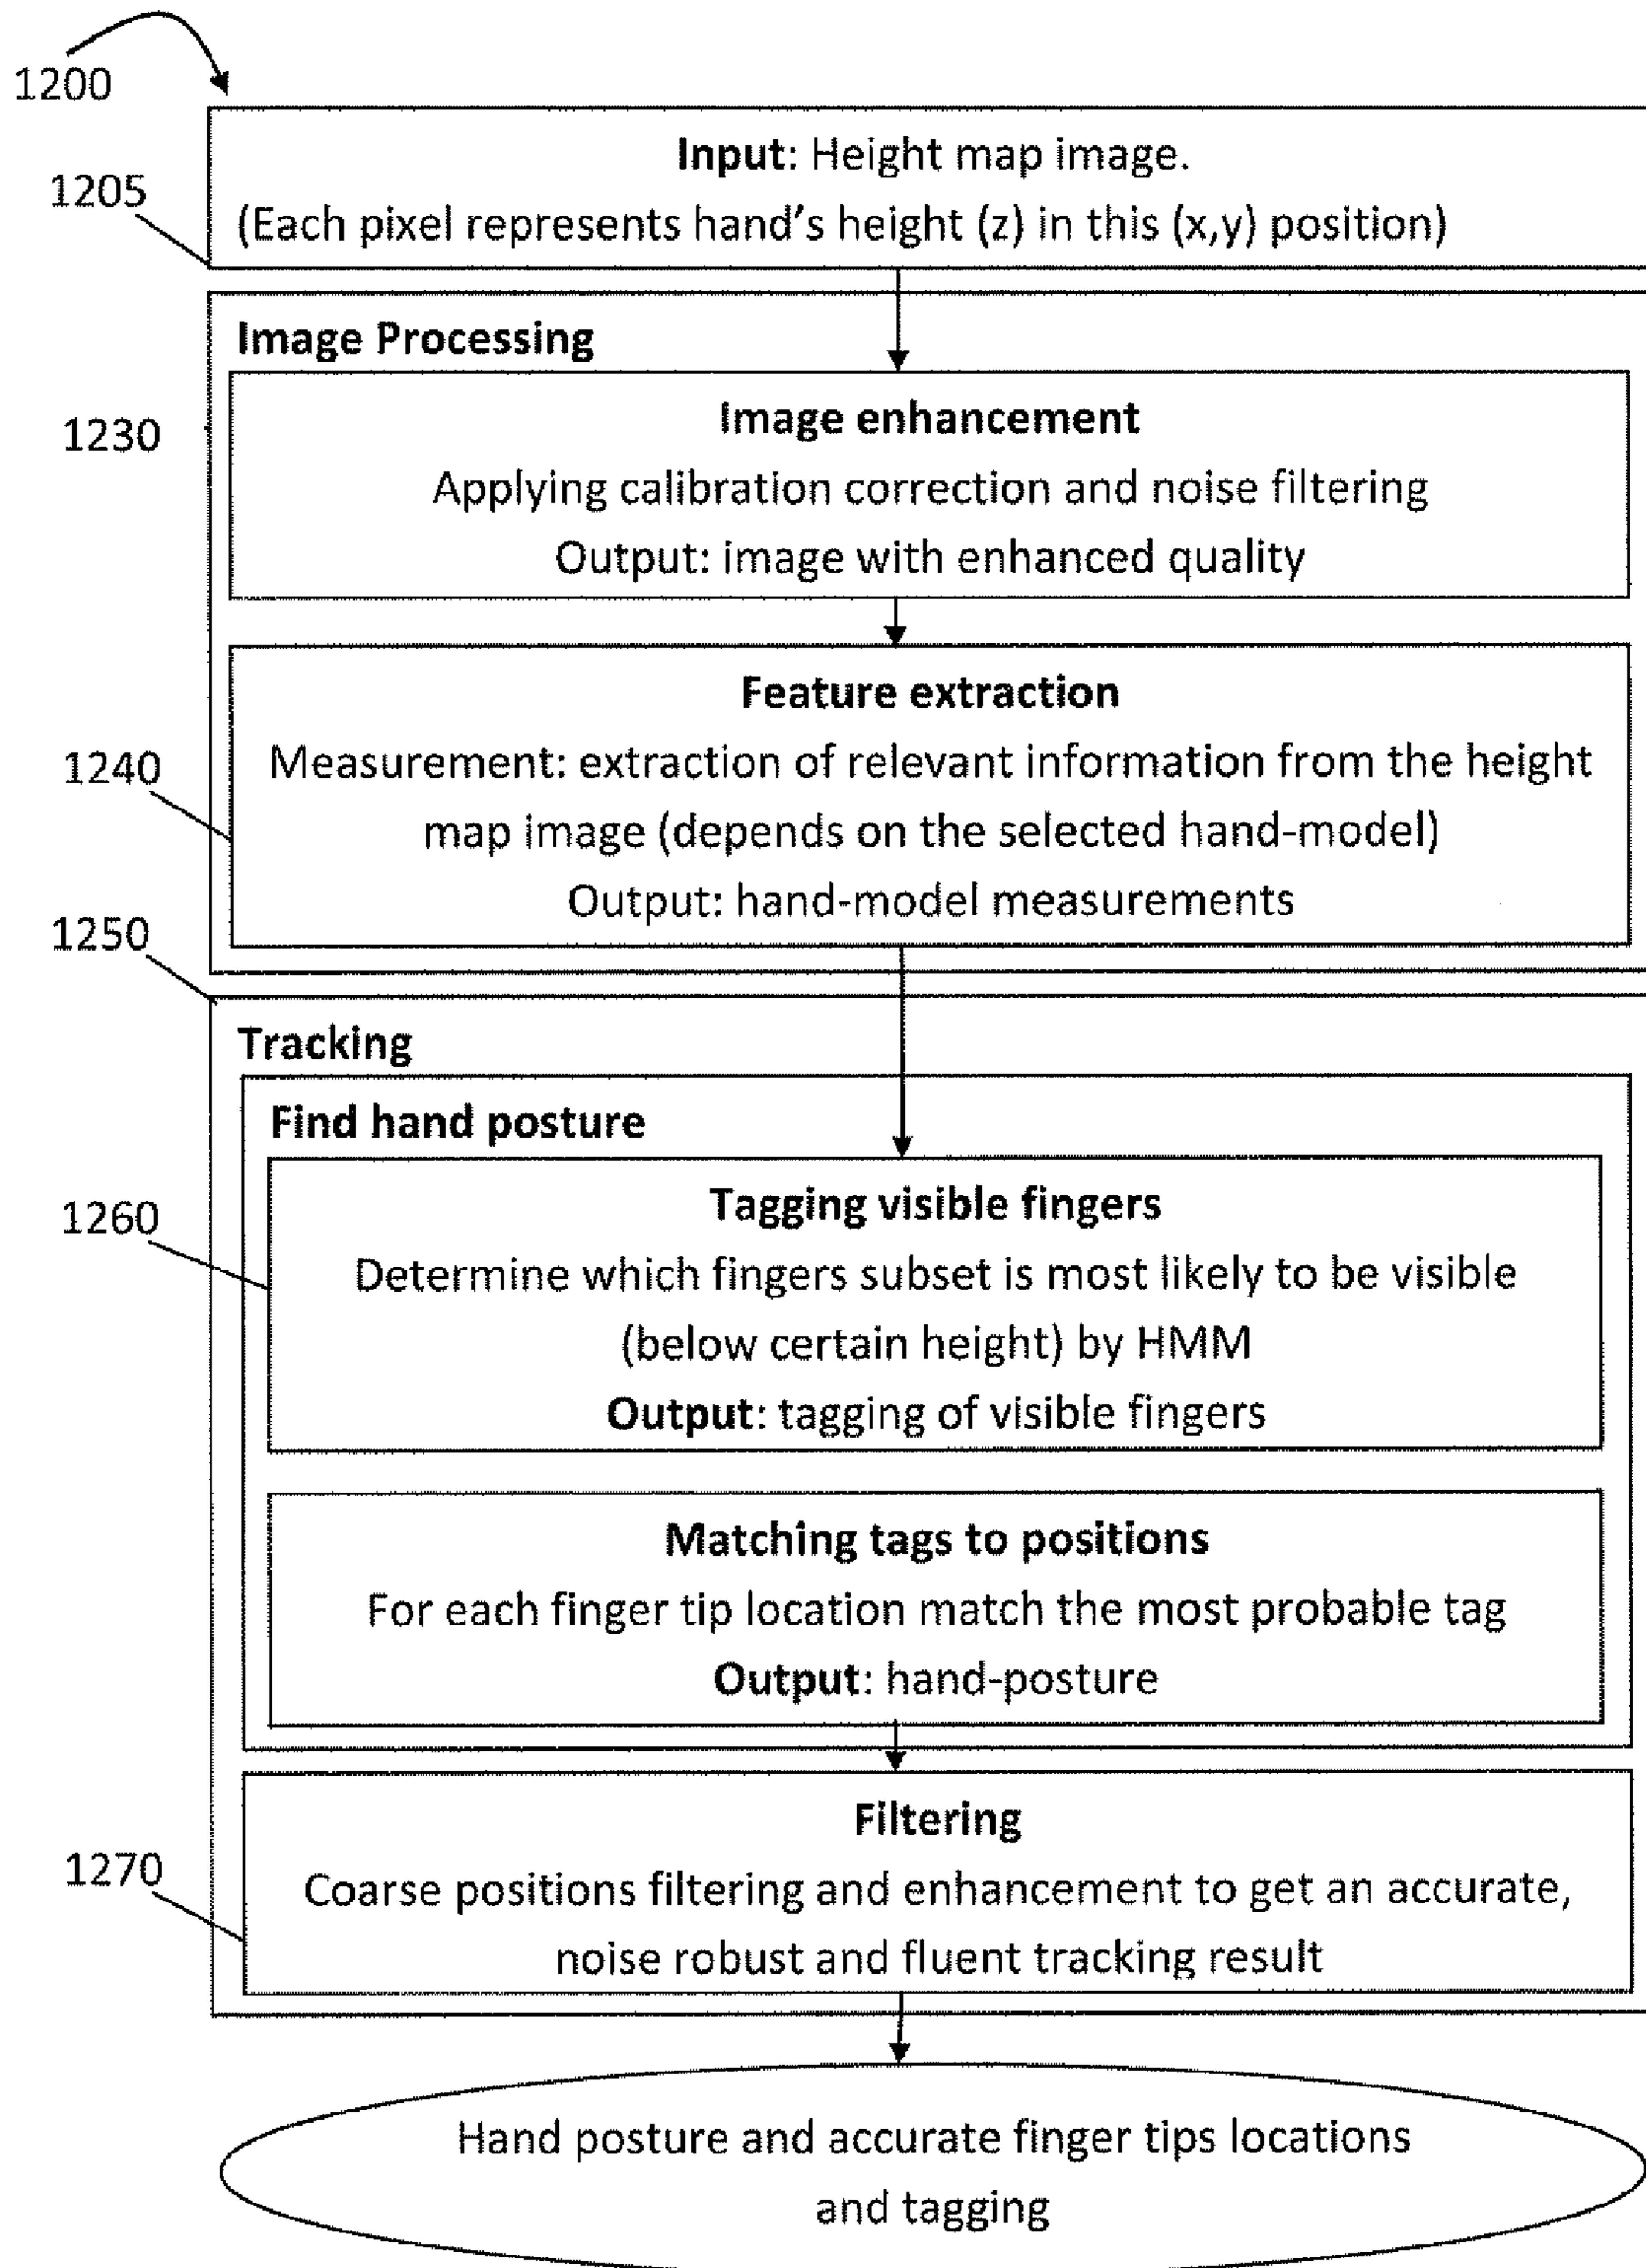 1200
Input: Height map image.
1205
(Each pixel represents hand's height (z) in this (x,y) position)
Image Processing
1230
Image enhancement
Applying calibration correction and noise filtering
Output: image with enhanced quality
Feature extraction
1240
Measurement: extraction of relevant information from the height
map image (depends on the selected hand-model)
Output: hand-model measurements
1250
Tracking
Find hand posture
1260
Tagging visible fingers
Determine which fingers subset is most likely to be visible
(below certain height) by HMM
Output: tagging of visible fingers
Matching tags to positions
For each finger tip location match the most probable tag
Output: hand-posture
Filtering
1270
Coarse positions filtering and enhancement to get an accurate,
noise robust and fluent tracking result
Hand posture and accurate finger tips locations
and tagging